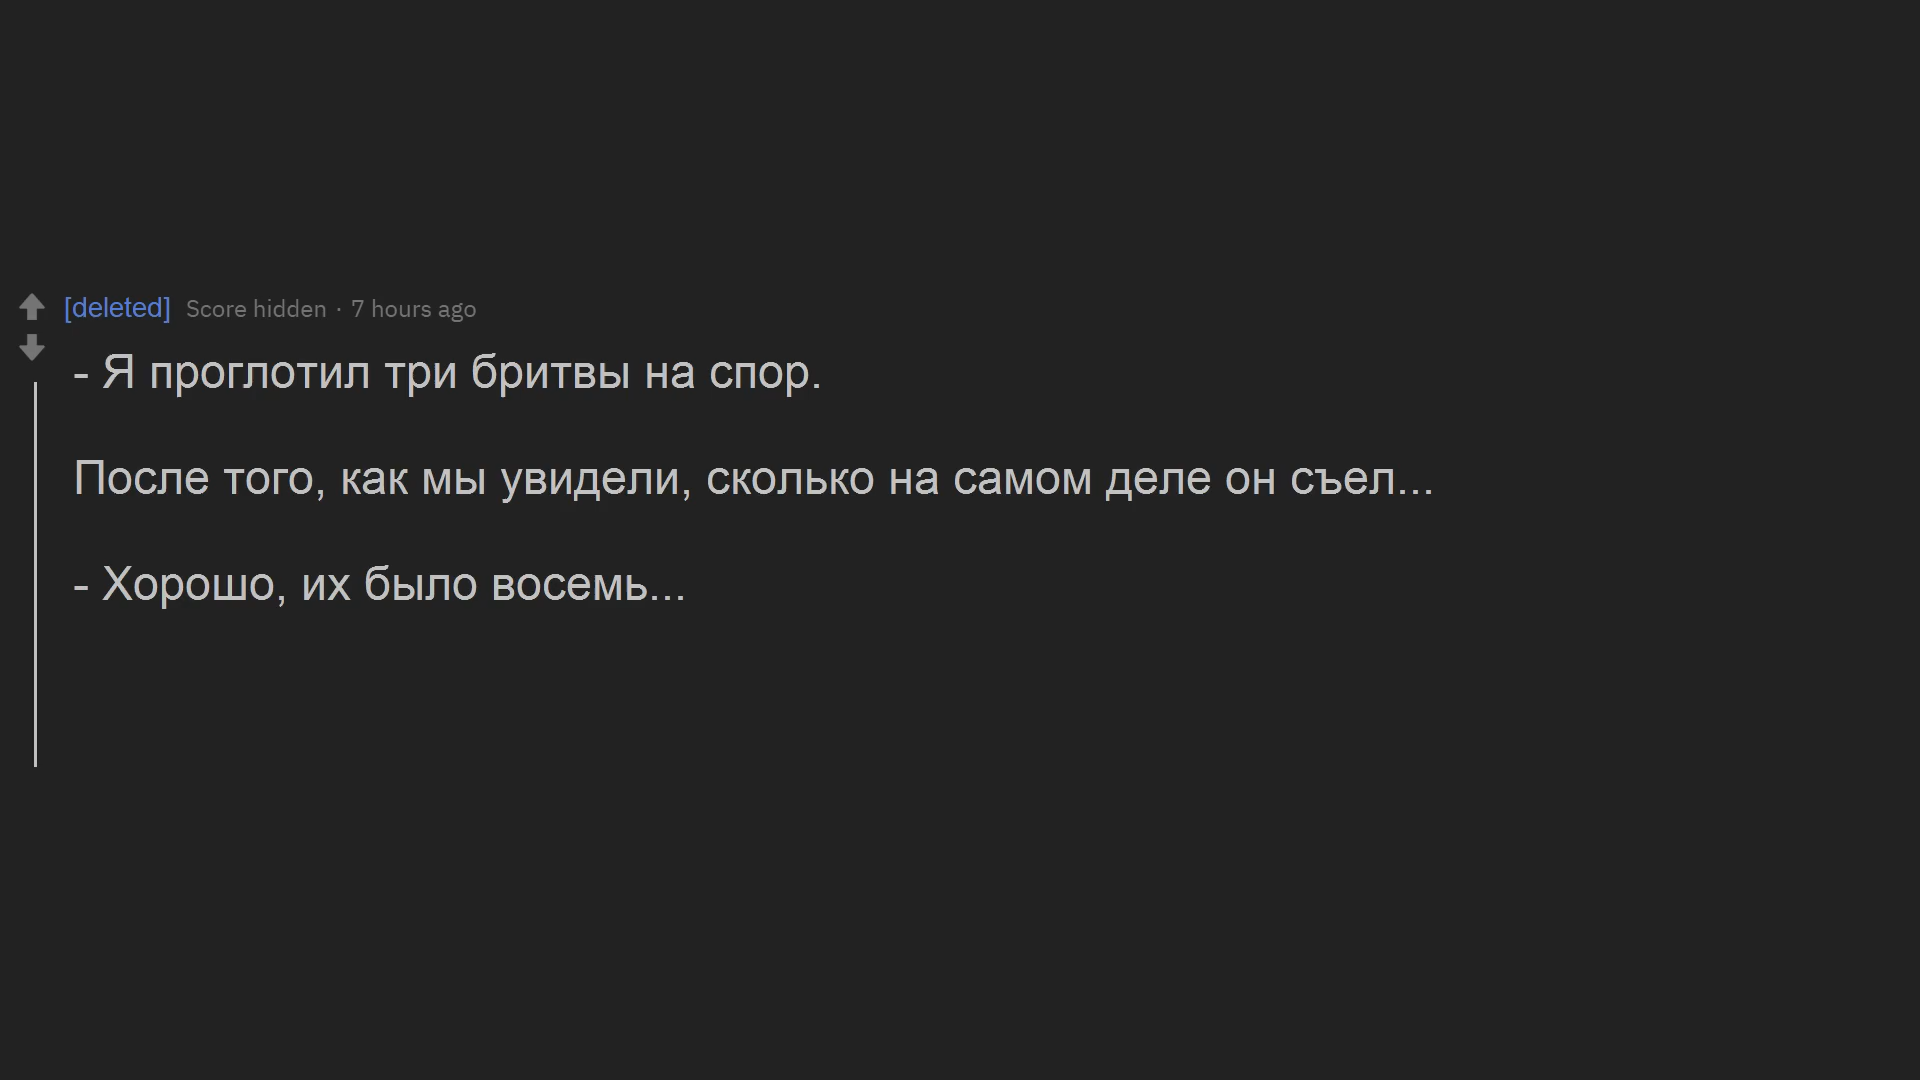 [deleted] Score hidden · 7 hours ago
- Я проглотил три бритвы на спор.
После того, как мы увидели, сколько на самом деле он съел...
- Хорошо, их было восемь...